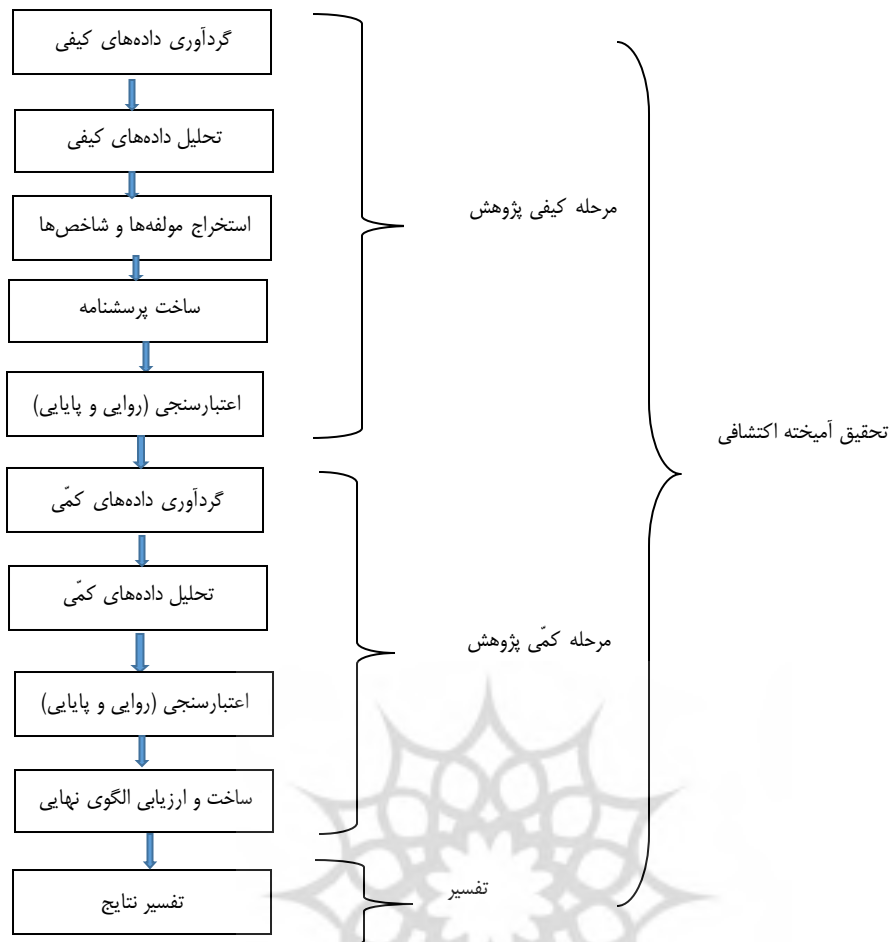 گردآوری داده‌های کیفی
تحلیل داده‌های کیفی
استخراج مولفه‌ها و شاخص‌ها
ساخت پرسشنامه
اعتبارسنجی (روایی و پایایی)
مرحله کیفی پژوهش
گردآوری داده‌های کمّی
تحلیل داده‌های کمّی
اعتبارسنجی (روایی و پایایی)
ساخت و ارزیابی الگوی نهایی
مرحله کمّی پژوهش
تفسیر نتایج
تفسیر
تحقیق آمیخته اکتشافی